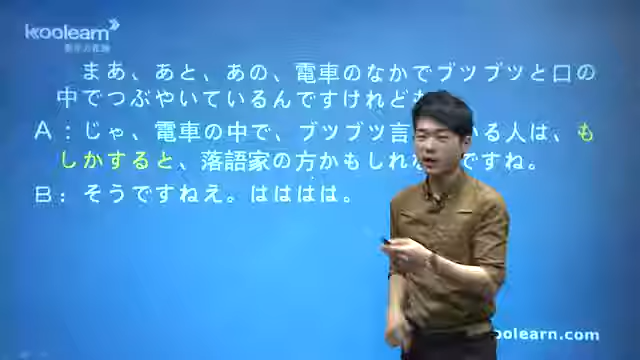 koolearn
まあ、あと、あの、電車のなかでブツブツと口の
中でつぶやいているんですけれど
A：じゃ、電車の中で、ブツブツ言 いる人は、も
しかすると、落語家の方かもしれな ですね。
B：そうですねえ。はははは。
oolearn.com